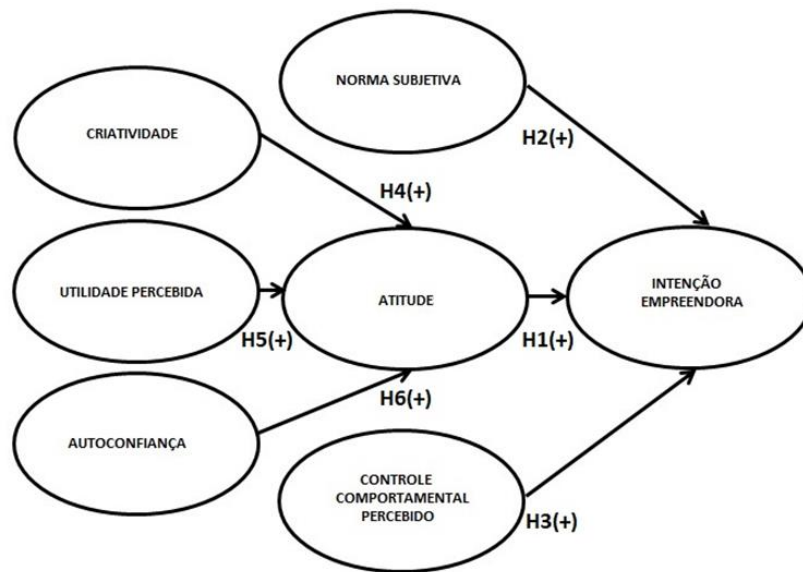 NORMA SUBJETIVA
CRIATIVIDADE
H2(+)
H4(+)
UTILIDADE PERCEBIDA
ATITUDE
INTENÇÃO
EMPREENDORA
H5(+)
H1(+)
H6(+)
AUTOCONFIANÇA
CONTROLE
COMPORTAMENTAL
PERCEBIDO
H3(+)